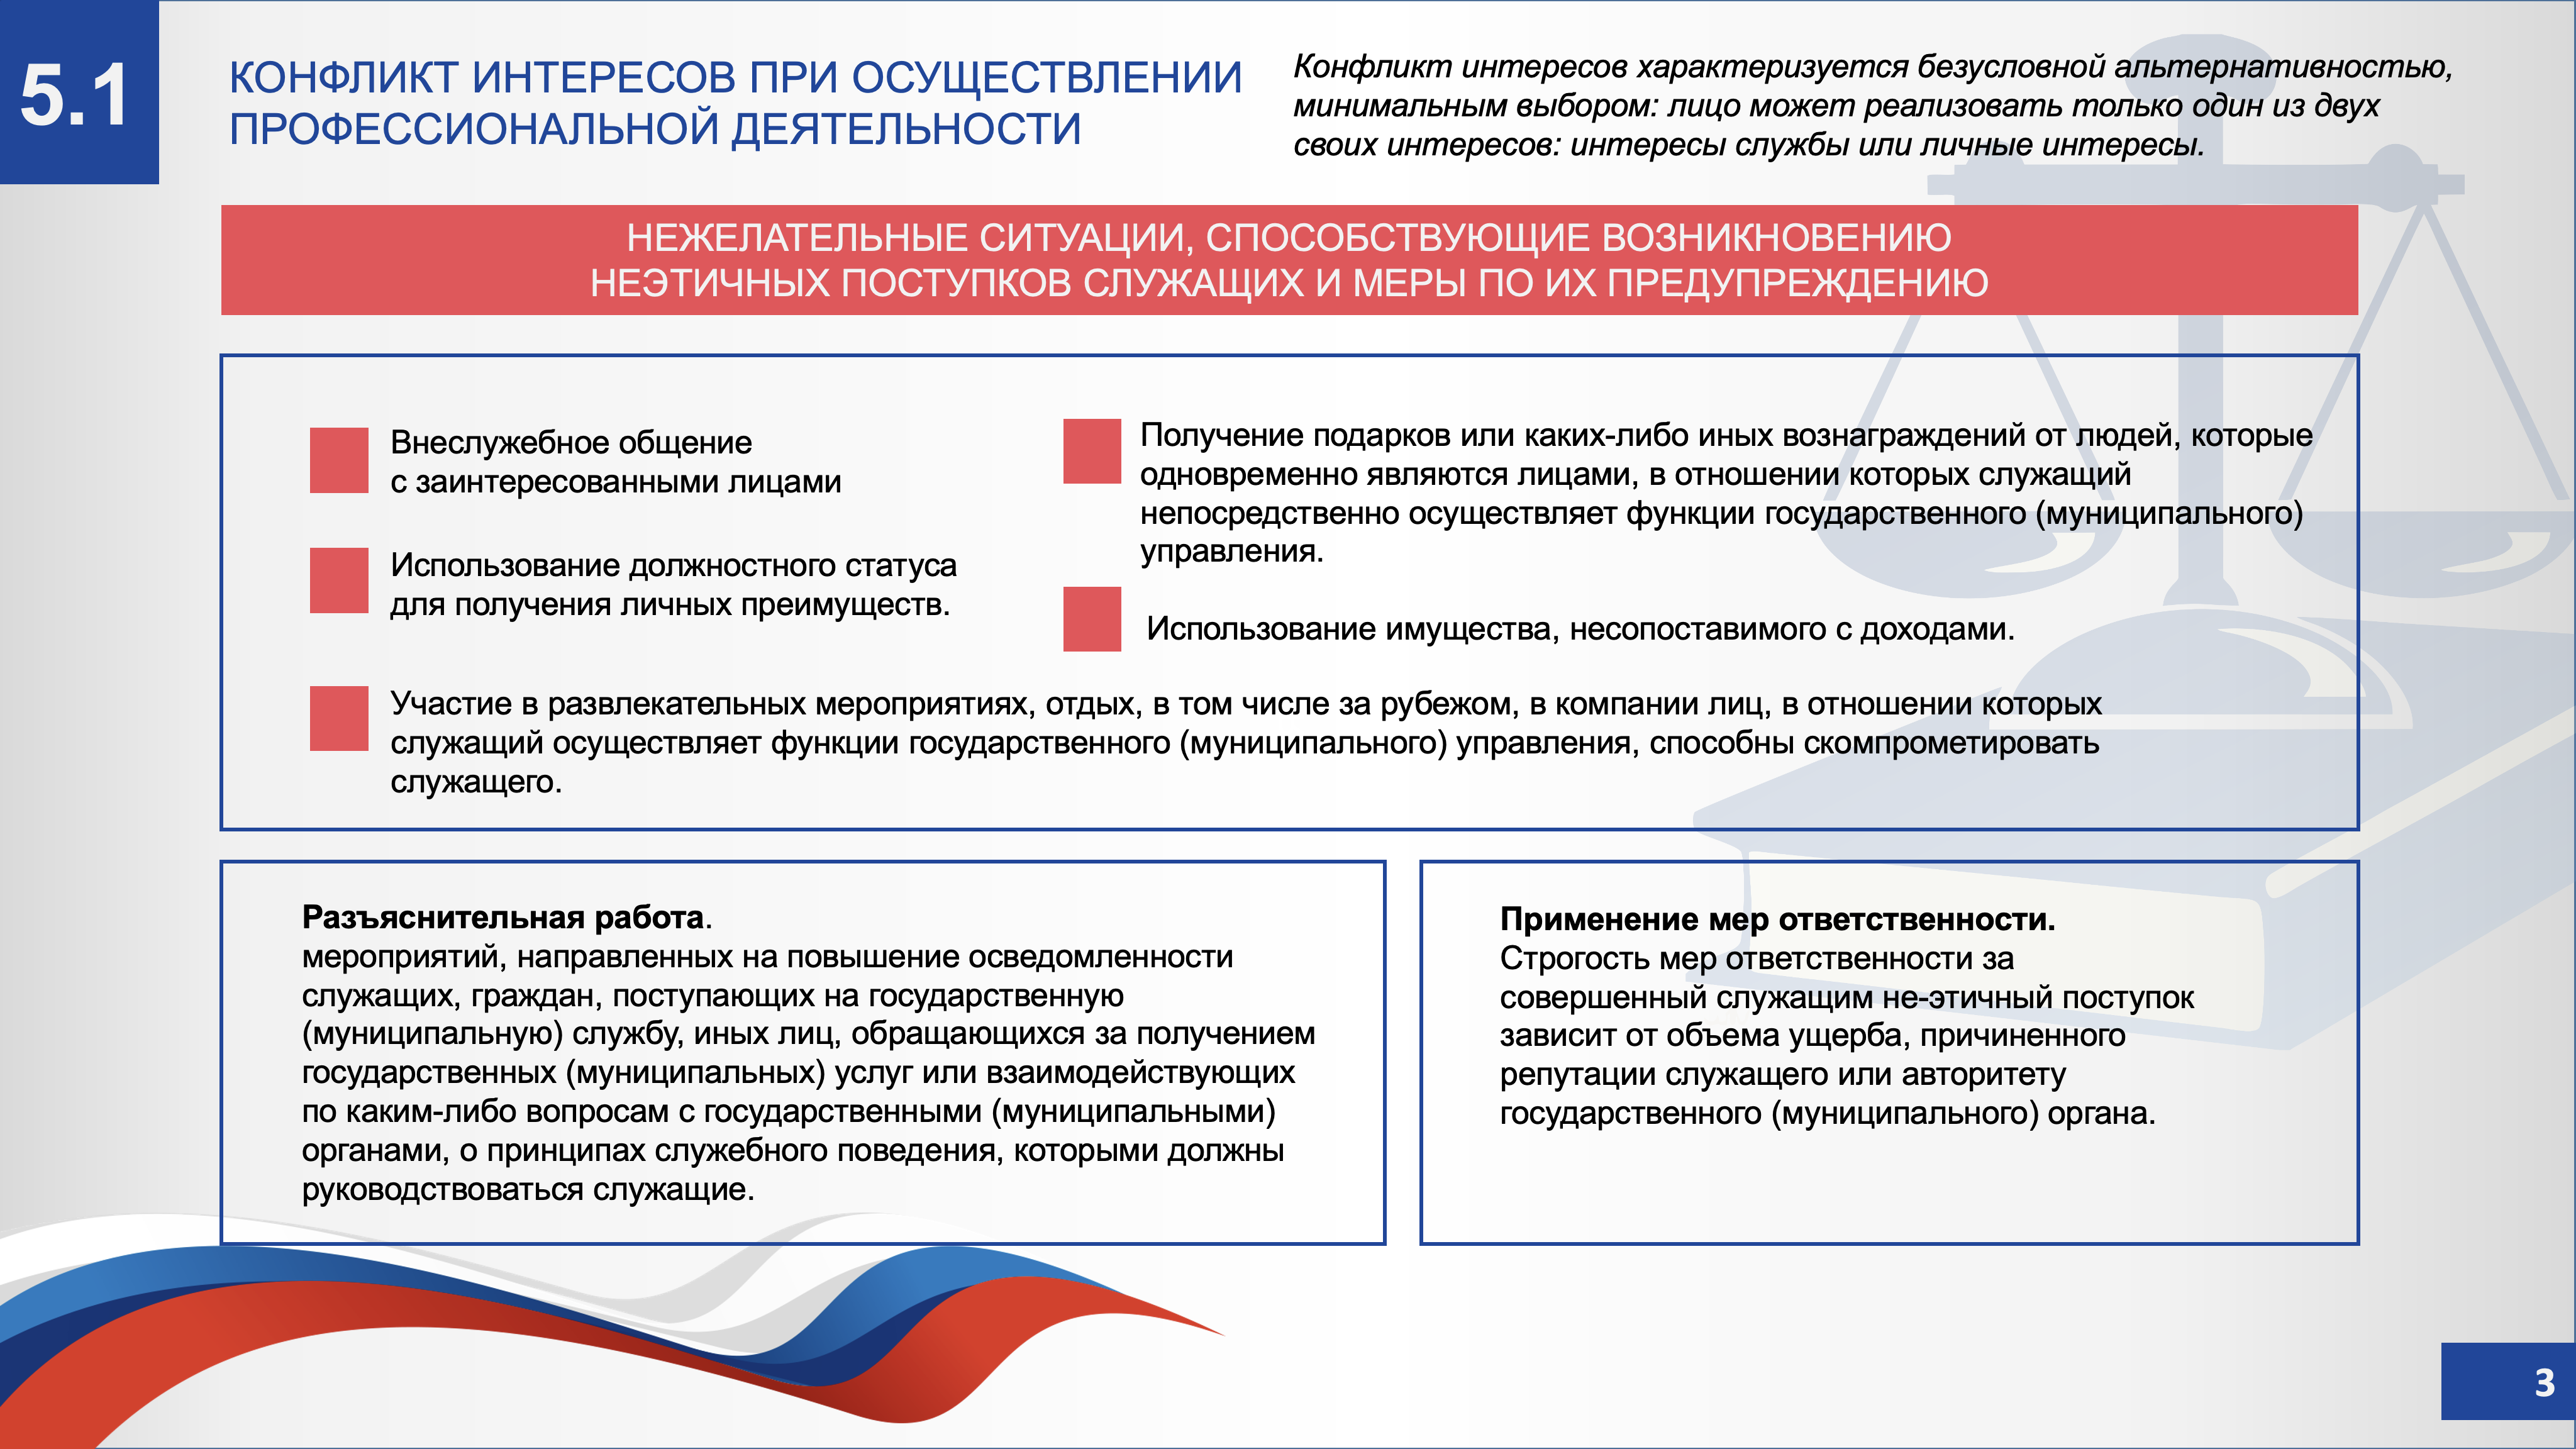 5.1
КОНФЛИКТ ИНТЕРЕСОВ ПРИ ОСУЩЕСТВЛЕНИИ
ПРОФЕССИОНАЛЬНОЙ ДЕЯТЕЛЬНОСТИ
Конфликт интересов характеризуется безусловной альтернативностью,
минимальным выбором: лицо может реализовать только один из двух
своих интересов: интересы службы или личные интересы.
НЕЖЕЛАТЕЛЬНЫЕ СИТУАЦИИ, СПОСОБСТВУЮЩИЕ ВОЗНИКНОВЕНИЮ
НЕЭТИЧНЫХ ПОСТУПКОВ СЛУЖАЩИХ И МЕРЫ ПО ИХ ПРЕДУПРЕЖДЕНИЮ
Внеслужебное общение
с заинтересованными лицами
Использование должностного статуса
для получения личных преимуществ.
Получение подарков или каких-либо иных вознаграждений от людей, которые
одновременно являются лицами, в отношении которых служащий
непосредственно осуществляет функции государственного (муниципального)
управления.
Использование имущества, несопоставимого с доходами.
Участие в развлекательных мероприятиях, отдых, в том числе за рубежом, в компании лиц, в отношении которых
служащий осуществляет функции государственного (муниципального) управления, способны скомпрометировать
служащего.
Разъяснительная работа.
мероприятий, направленных на повышение осведомленности
служащих, граждан, поступающих на государственную
(муниципальную) службу, иных лиц, обращающихся за получением
государственных (муниципальных) услуг или взаимодействующих
по каким-либо вопросам с государственными (муниципальными)
органами, о принципах служебного поведения, которыми должны
руководствоваться служащие.
Применение мер ответственности.
Строгость мер ответственности за
совершенный служащим не-этичный поступок
зависит от объема ущерба, причиненного
репутации служащего или авторитету
государственного (муниципального) органа.
3